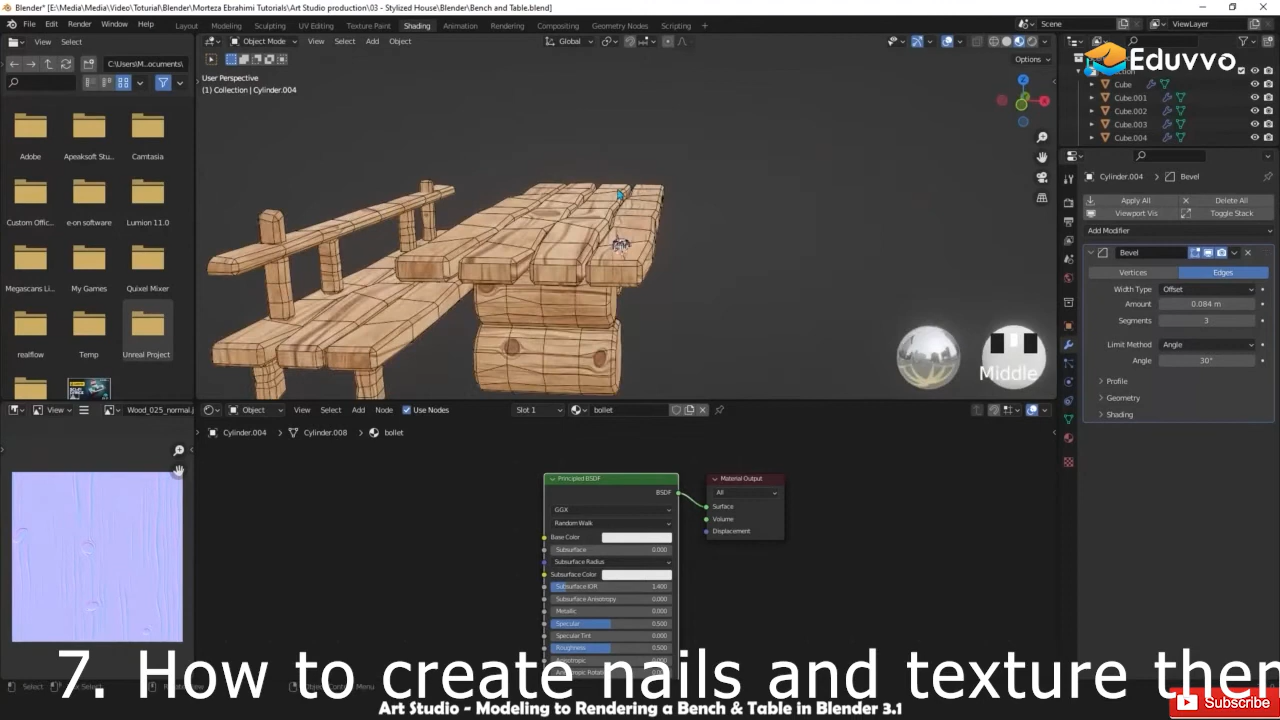 Blender* [E:\Media\Media\Video\Toturia\Blender\Morteza Ebrahimi Tutorials\Art Studio production\03 - Stylized House\Blender\Bench and Table.blend]
File Edit Render Window Help Layout Modeling Sculpting UV Editing Texture Paint Shading Animation Rendering Compositing Geometry Nodes Scripting Scene ViewLayer
View Select Object Mode View Select Add Object Global
C:\Users\M...ocuments\ Options
Eduvvo
User Perspective
(1) Collection | Cylinder.004
Cube
Cube.001
Cube.002
Cube.003
Cube.004
Adobe Apeaksoft Stu... Camtasia
Custom Offic... e-on software Lumion 11.0
Megascans Li... My Games Quixel Mixer
realflow Temp Unreal Project
Cylinder.004 Bevel
Apply All Delete All
Viewport Vis Toggle Stack
Add Modifier
Bevel
Vertices Edges
Width Type Offset
Amount 0.084 m
Segments 3
Limit Method Angle
Angle 30°
Profile
Geometry
Shading
Middle
View Wood_025_normal.j
Object View Select Add Node Use Nodes Slot 1 bollet
Cylinder.004 Cylinder.008 bollet
Principled BSDF
BSDF
GGX
Random Walk
Base Color
Subsurface 0.000
Subsurface Radius
Subsurface Color
Subsurface IOR 1.400
Subsurface Anisotropy 0.000
Metallic 0.000
Specular 0.500
Specular Tint 0.000
Roughness 0.500
Material Output
All
Surface
Volume
Displacement
7. How to create nails and texture then
Select
Art Studio - Modeling to Rendering a Bench & Table in Blender 3.1
Subscribe